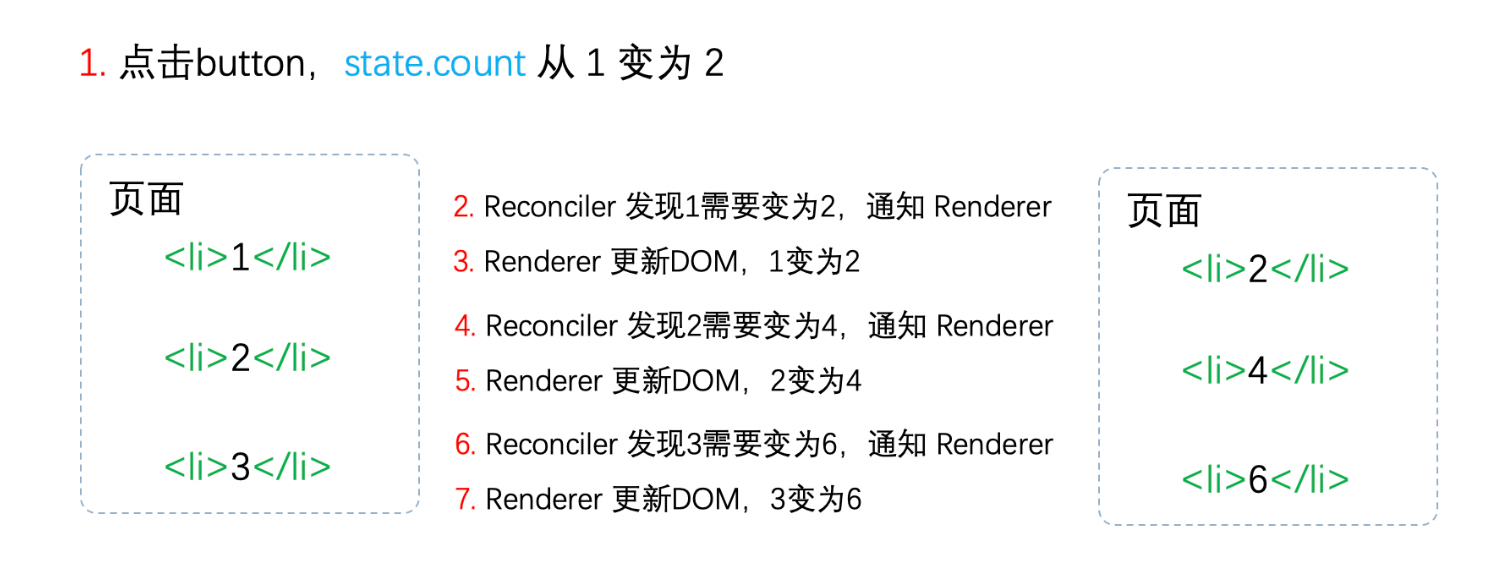 1. 点击button，state.count 从 1 变为 2
页面
<li>1</li>
<li>2</li>
<li>3</li>
2. Reconciler 发现1需要变为2，通知 Renderer
3. Renderer 更新DOM，1变为2
4. Reconciler 发现2需要变为4，通知 Renderer
5. Renderer 更新DOM，2变为4
6. Reconciler 发现3需要变为6，通知 Renderer
7. Renderer 更新DOM，3变为6
页面
<li>2</li>
<li>4</li>
<li>6</li>